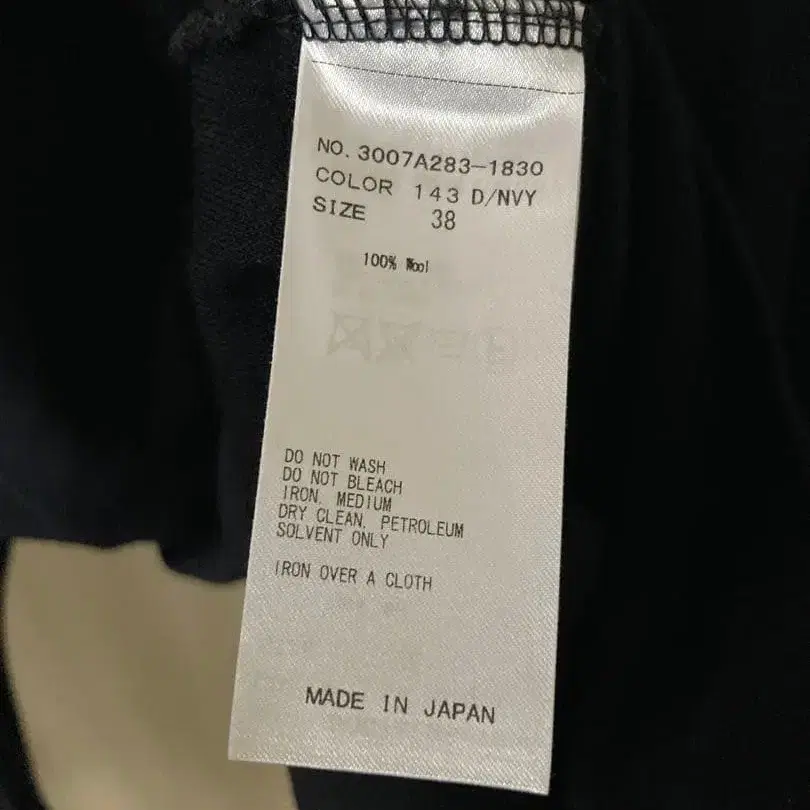 NO. 3007A283-1830
COLOR 143 D/NVY
SIZE 38
100% Wool
DO NOT WASH
DO NOT BLEACH
IRON, MEDIUM
DRY CLEAN, PETROLEUM
SOLVENT ONLY
IRON OVER A CLOTH
MADE IN JAPAN